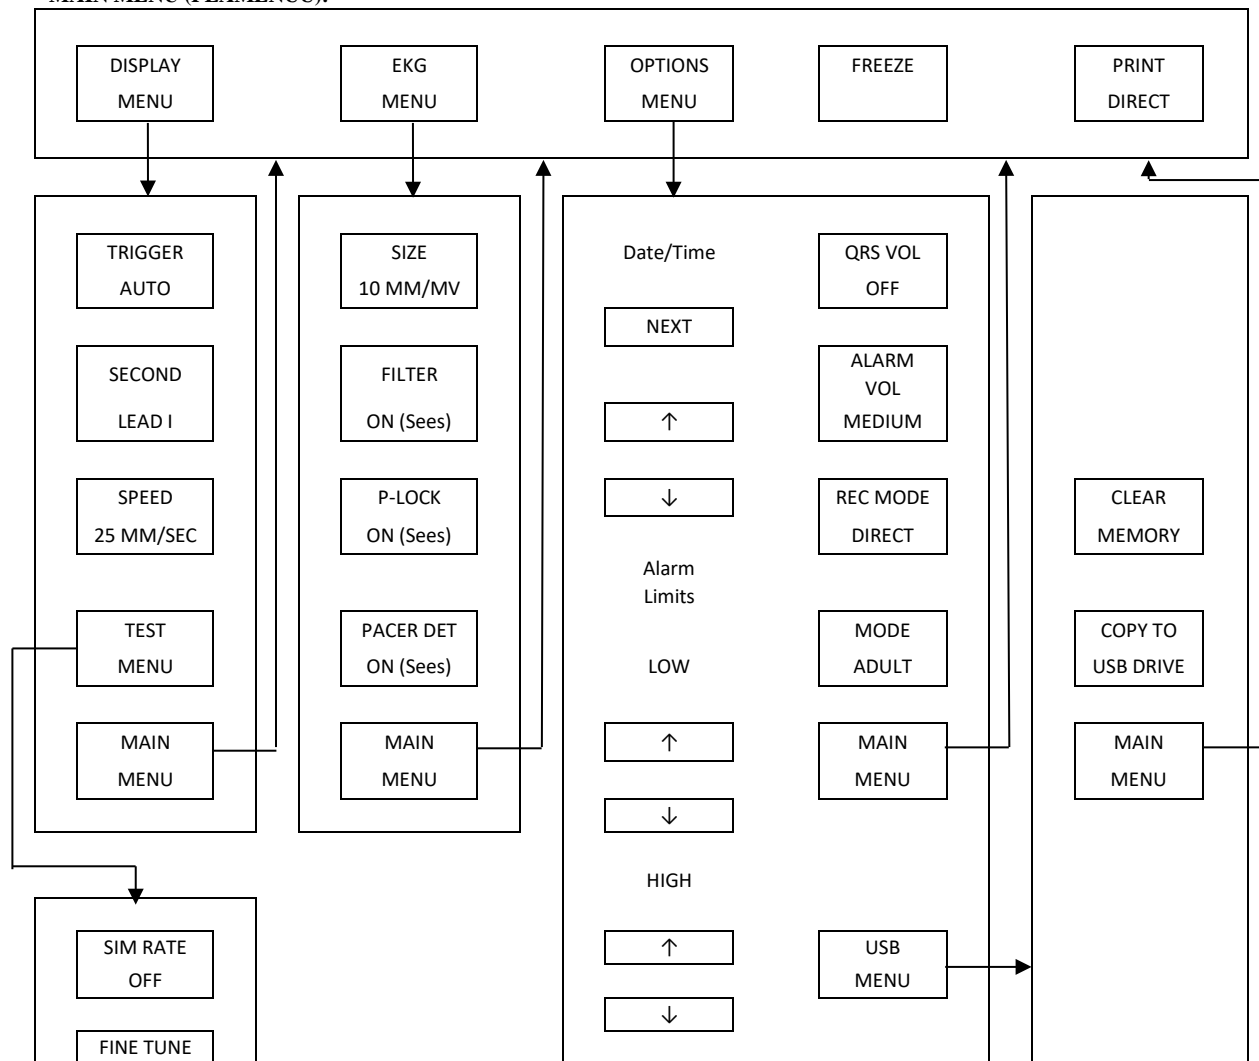 DISPLAY
MENU
EKG
MENU
OPTIONS
MENU
FREEZE
PRINT
DIRECT
TRIGGER
AUTO
SECOND
LEAD I
SPEED
25 MM/SEC
TEST
MENU
MAIN
MENU
SIZE
10 MM/MV
FILTER
ON (Sees)
P-LOCK
ON (Sees)
PACER DET
ON (Sees)
MAIN
MENU
Date/Time
NEXT
↑
↓
Alarm
Limits
LOW
↑
↓
HIGH
↑
↓
QRS VOL
OFF
ALARM
VOL
MEDIUM
REC MODE
DIRECT
MODE
ADULT
MAIN
MENU
USB
MENU
CLEAR
MEMORY
COPY TO
USB DRIVE
MAIN
MENU
SIM RATE
OFF
FINE TUNE